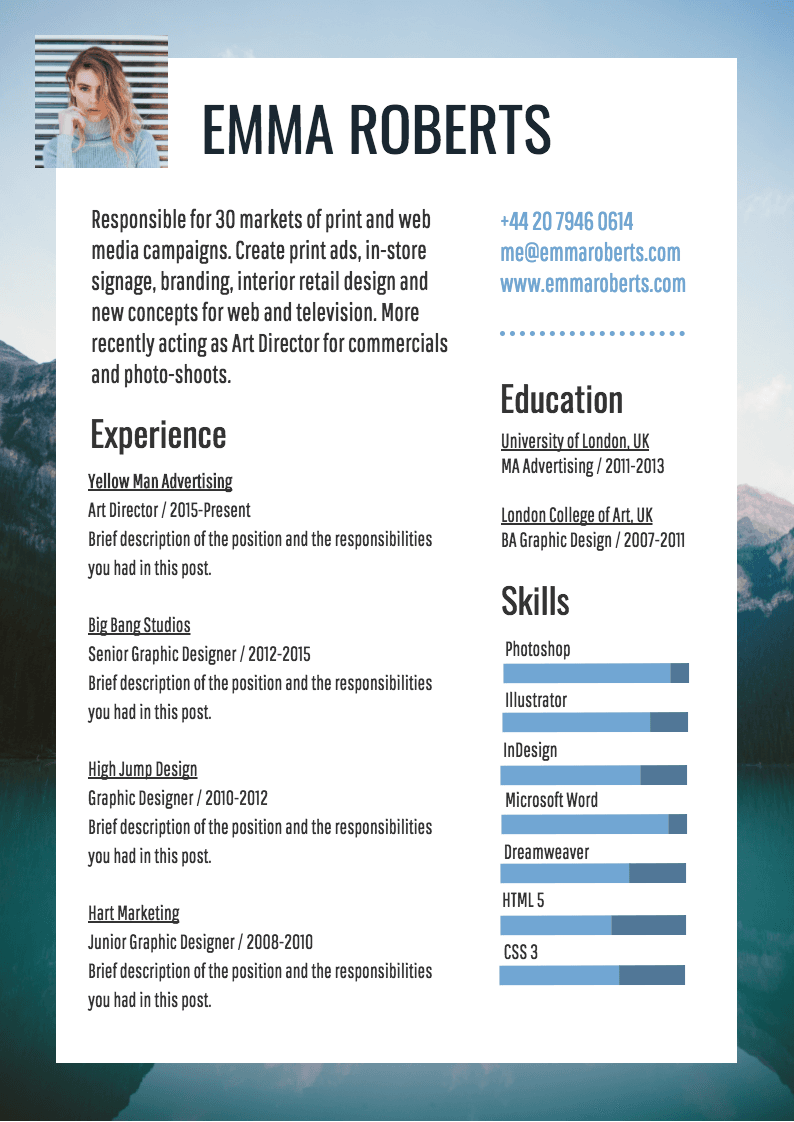 EMMA ROBERTS
Responsible for 30 markets of print and web
media campaigns. Create print ads, in-store
signage, branding, interior retail design and
new concepts for web and television. More
recently acting as Art Director for commercials
and photo-shoots.
Experience
Yellow Man Advertising
Art Director / 2015-Present
Brief description of the position and the responsibilities
you had in this post.
Big Bang Studios
Senior Graphic Designer / 2012-2015
Brief description of the position and the responsibilities
you had in this post.
High Jump Design
Graphic Designer / 2010-2012
Brief description of the position and the responsibilities
you had in this post.
Hart Marketing
Junior Graphic Designer / 2008-2010
Brief description of the position and the responsibilities
you had in this post.
+44 20 7946 0614
me@emmaroberts.com
www.emmaroberts.com
Education
University of London, UK
MA Advertising / 2011-2013
London College of Art, UK
BA Graphic Design / 2007-2011
Skills
Photoshop
Illustrator
InDesign
Microsoft Word
Dreamweaver
HTML 5
CSS 3